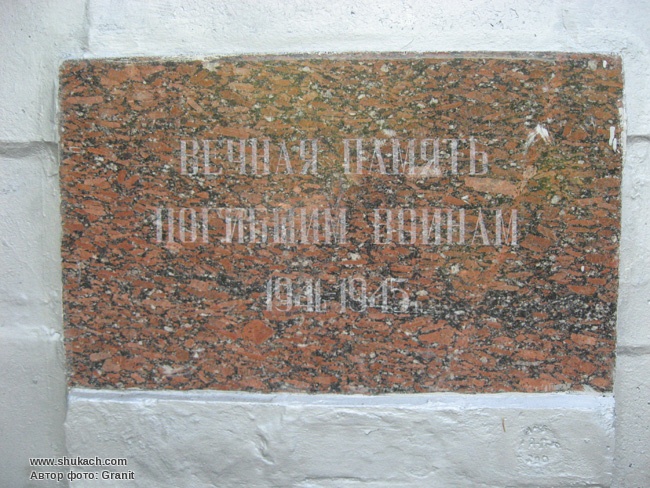 ВЕЧНАЯ ПАМЯТЬ
ПОГИБШИМ ВОИНАМ
1941-1945
www.shukach.com
Автор фото: Granit